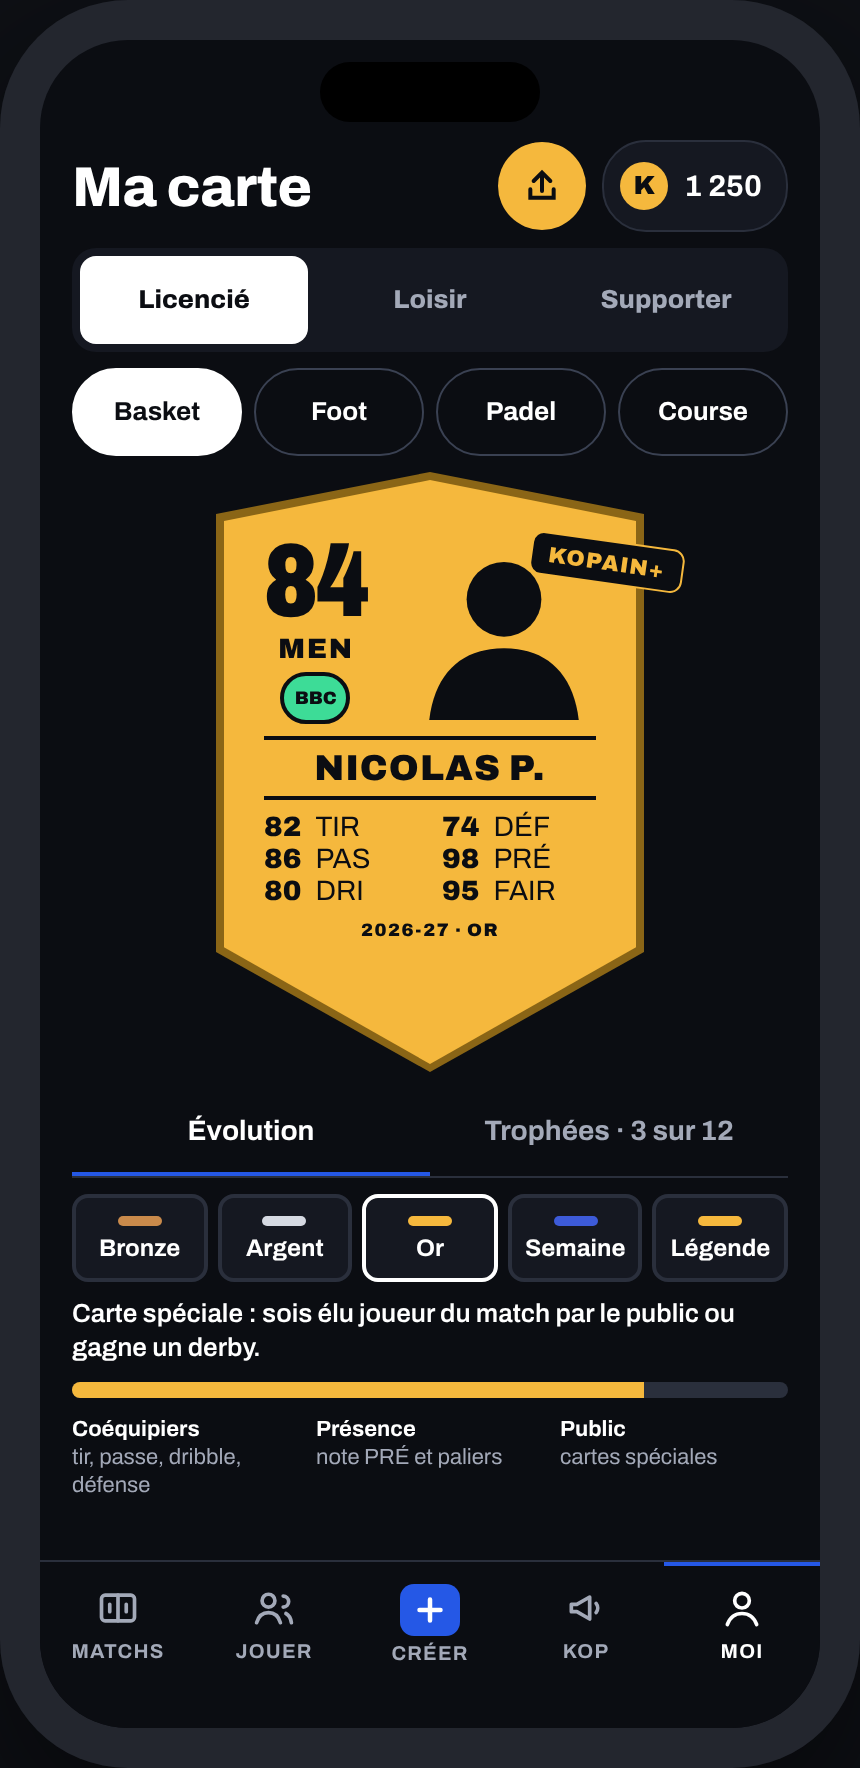 Ma carte
K 1 250
Licencié Loisir Supporter
Basket Foot Padel Course
KOPAIN+
84
MEN
BBC
NICOLAS P.
82 TIR 74 DÉF
86 PAS 98 PRÉ
80 DRI 95 FAIR
2026-27 · OR
Évolution Trophées · 3 sur 12
Bronze Argent Or Semaine Légende
Carte spéciale : sois élu joueur du match par le public ou
gagne un derby.
Coéquipiers Présence Public
tir, passe, dribble, note PRÉ et paliers cartes spéciales
défense
MATCHS JOUER CRÉER KOP MOI